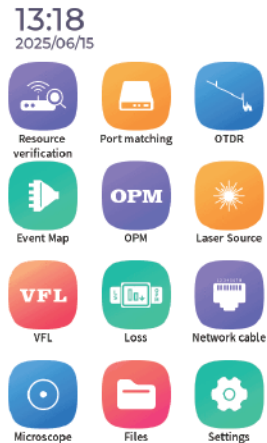 13:18
2025/06/15
Resource
verification
Port matching
OTDR
OPM
Event Map
OPM
Laser Source
VFL
VFL
Loss
Network cable
Microscope
Files
Settings